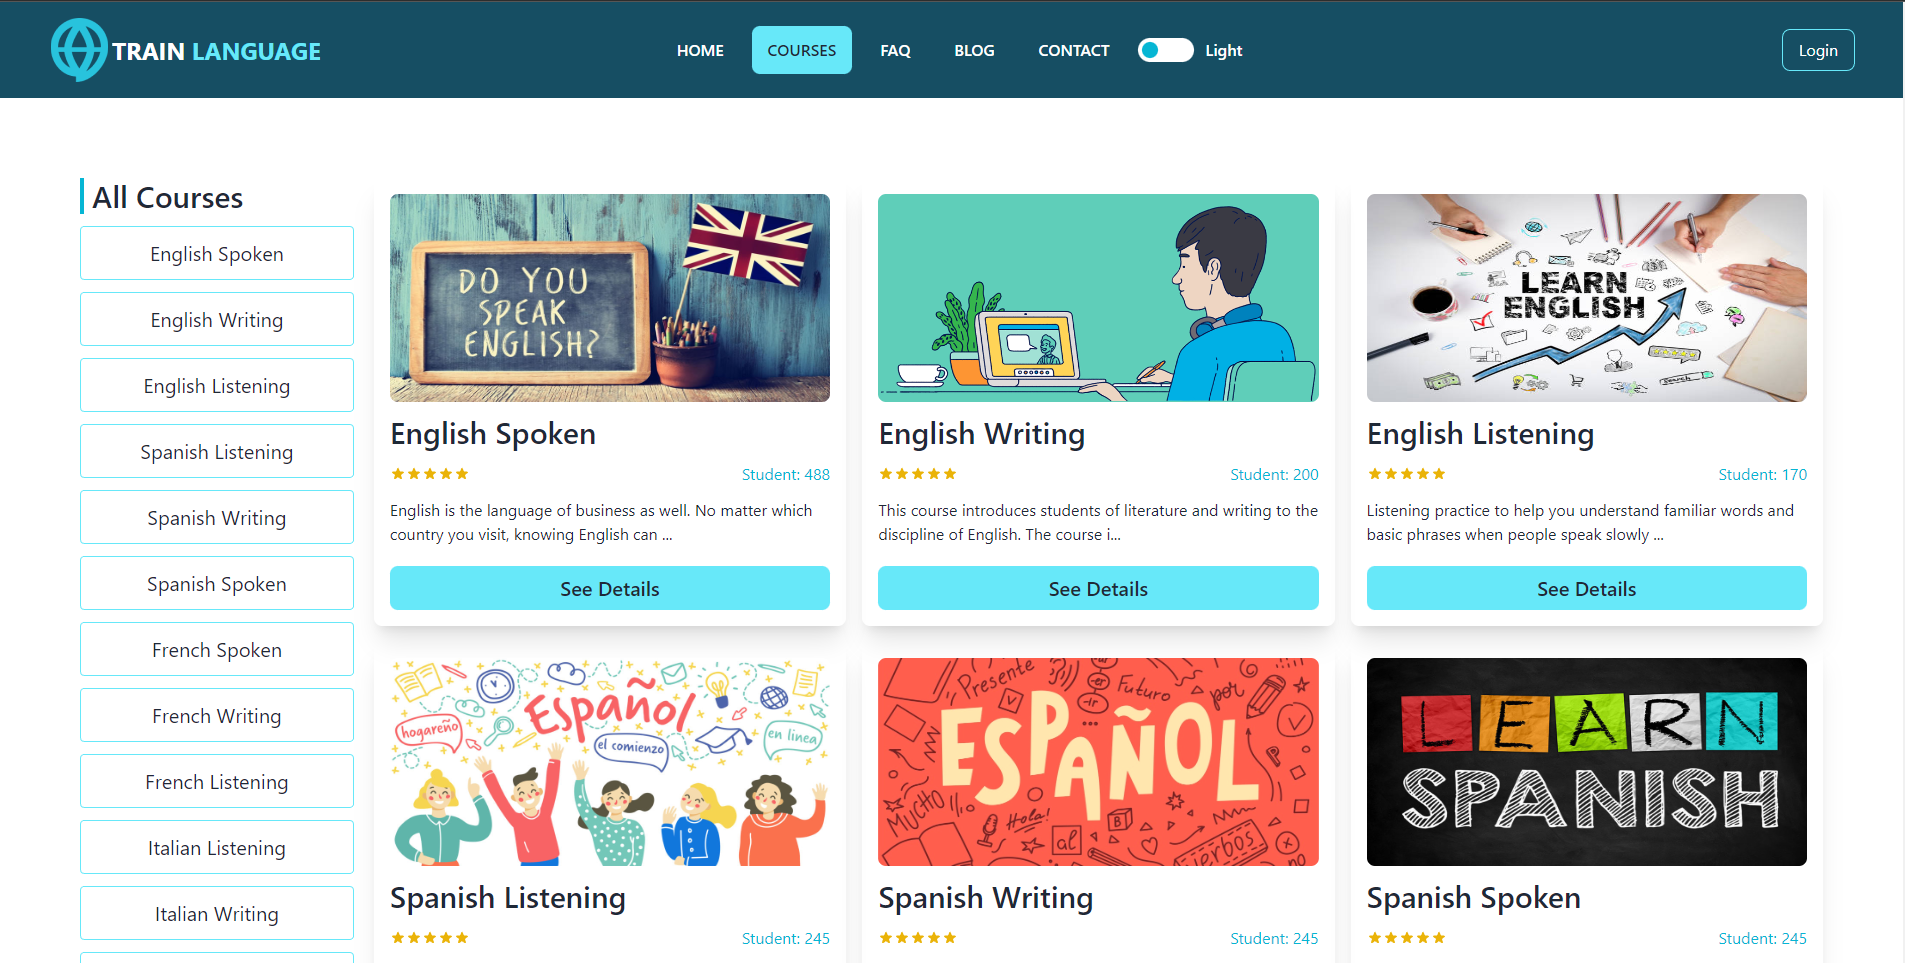 TRAIN LANGUAGE
HOME
COURSES
FAQ
BLOG
CONTACT
Light
Login
All Courses
English Spoken
English Writing
English Listening
Spanish Listening
Spanish Writing
Spanish Spoken
French Spoken
French Writing
French Listening
Italian Listening
Italian Writing
DO YOU
SPEAK
ENGLISH?
English Spoken
Student: 488
English is the language of business as well. No matter which
country you visit, knowing English can ...
See Details
English Writing
Student: 200
This course introduces students of literature and writing to the
discipline of English. The course i...
See Details
LEARN
ENGLISH
Search
English Listening
Student: 170
Listening practice to help you understand familiar words and
basic phrases when people speak slowly ...
See Details
Español
hogareño
el comienzo
en linea
Spanish Listening
Student: 245
Presente
-er
Futuro
por
-ir
ESPAÑOL
Mucho
Hola!
al
B
Verbos
no
Spanish Writing
Student: 245
LEARN
SPANISH
Spanish Spoken
Student: 245